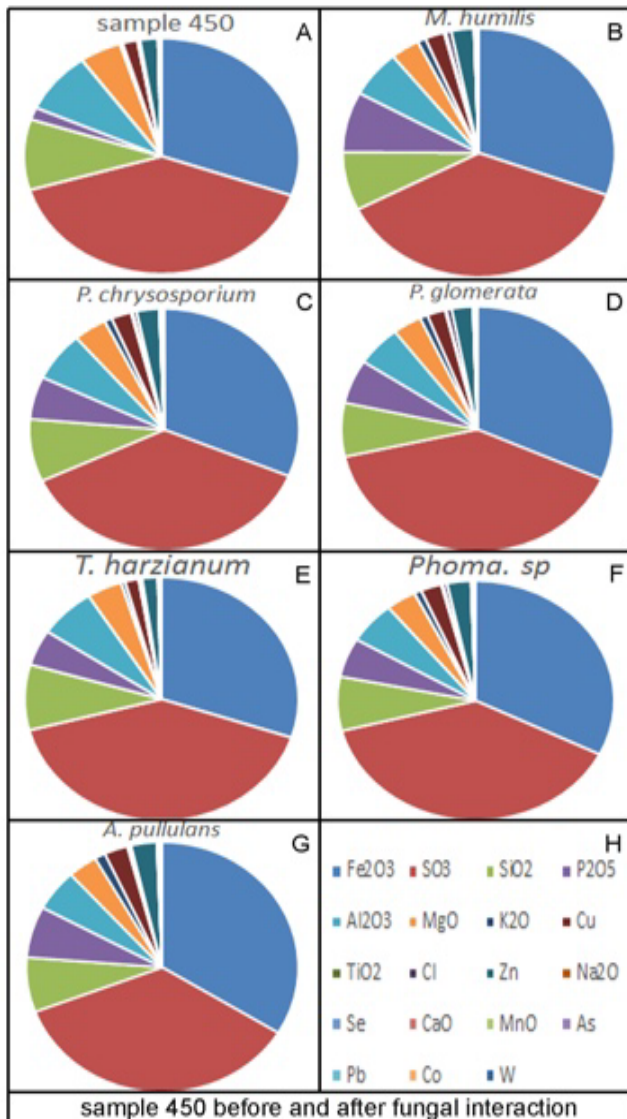 sample 450 A
M. humilis B
P. chrysosporium C
P. glomerata D
T. harzianum E
Phoma. sp F
A. pullulans G
H
Fe2O3 SO3 SiO2 P2O5
Al2O3 MgO K2O Cu
TiO2 Cl Zn Na2O
Se CaO MnO As
Pb Co W
sample 450 before and after fungal interaction